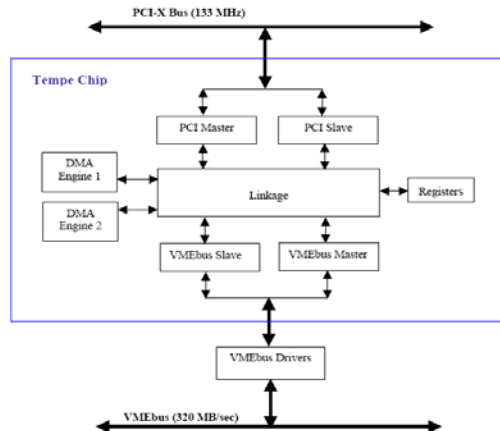 PCI-X Bus (133 MHz)
Tempe Chip
PCI Master
PCI Slave
DMA
Engine 1
DMA
Engine 2
Linkage
Registers
VMEbus Slave
VMEbus Master
VMEbus Drivers
VMEbus (320 MB/sec)